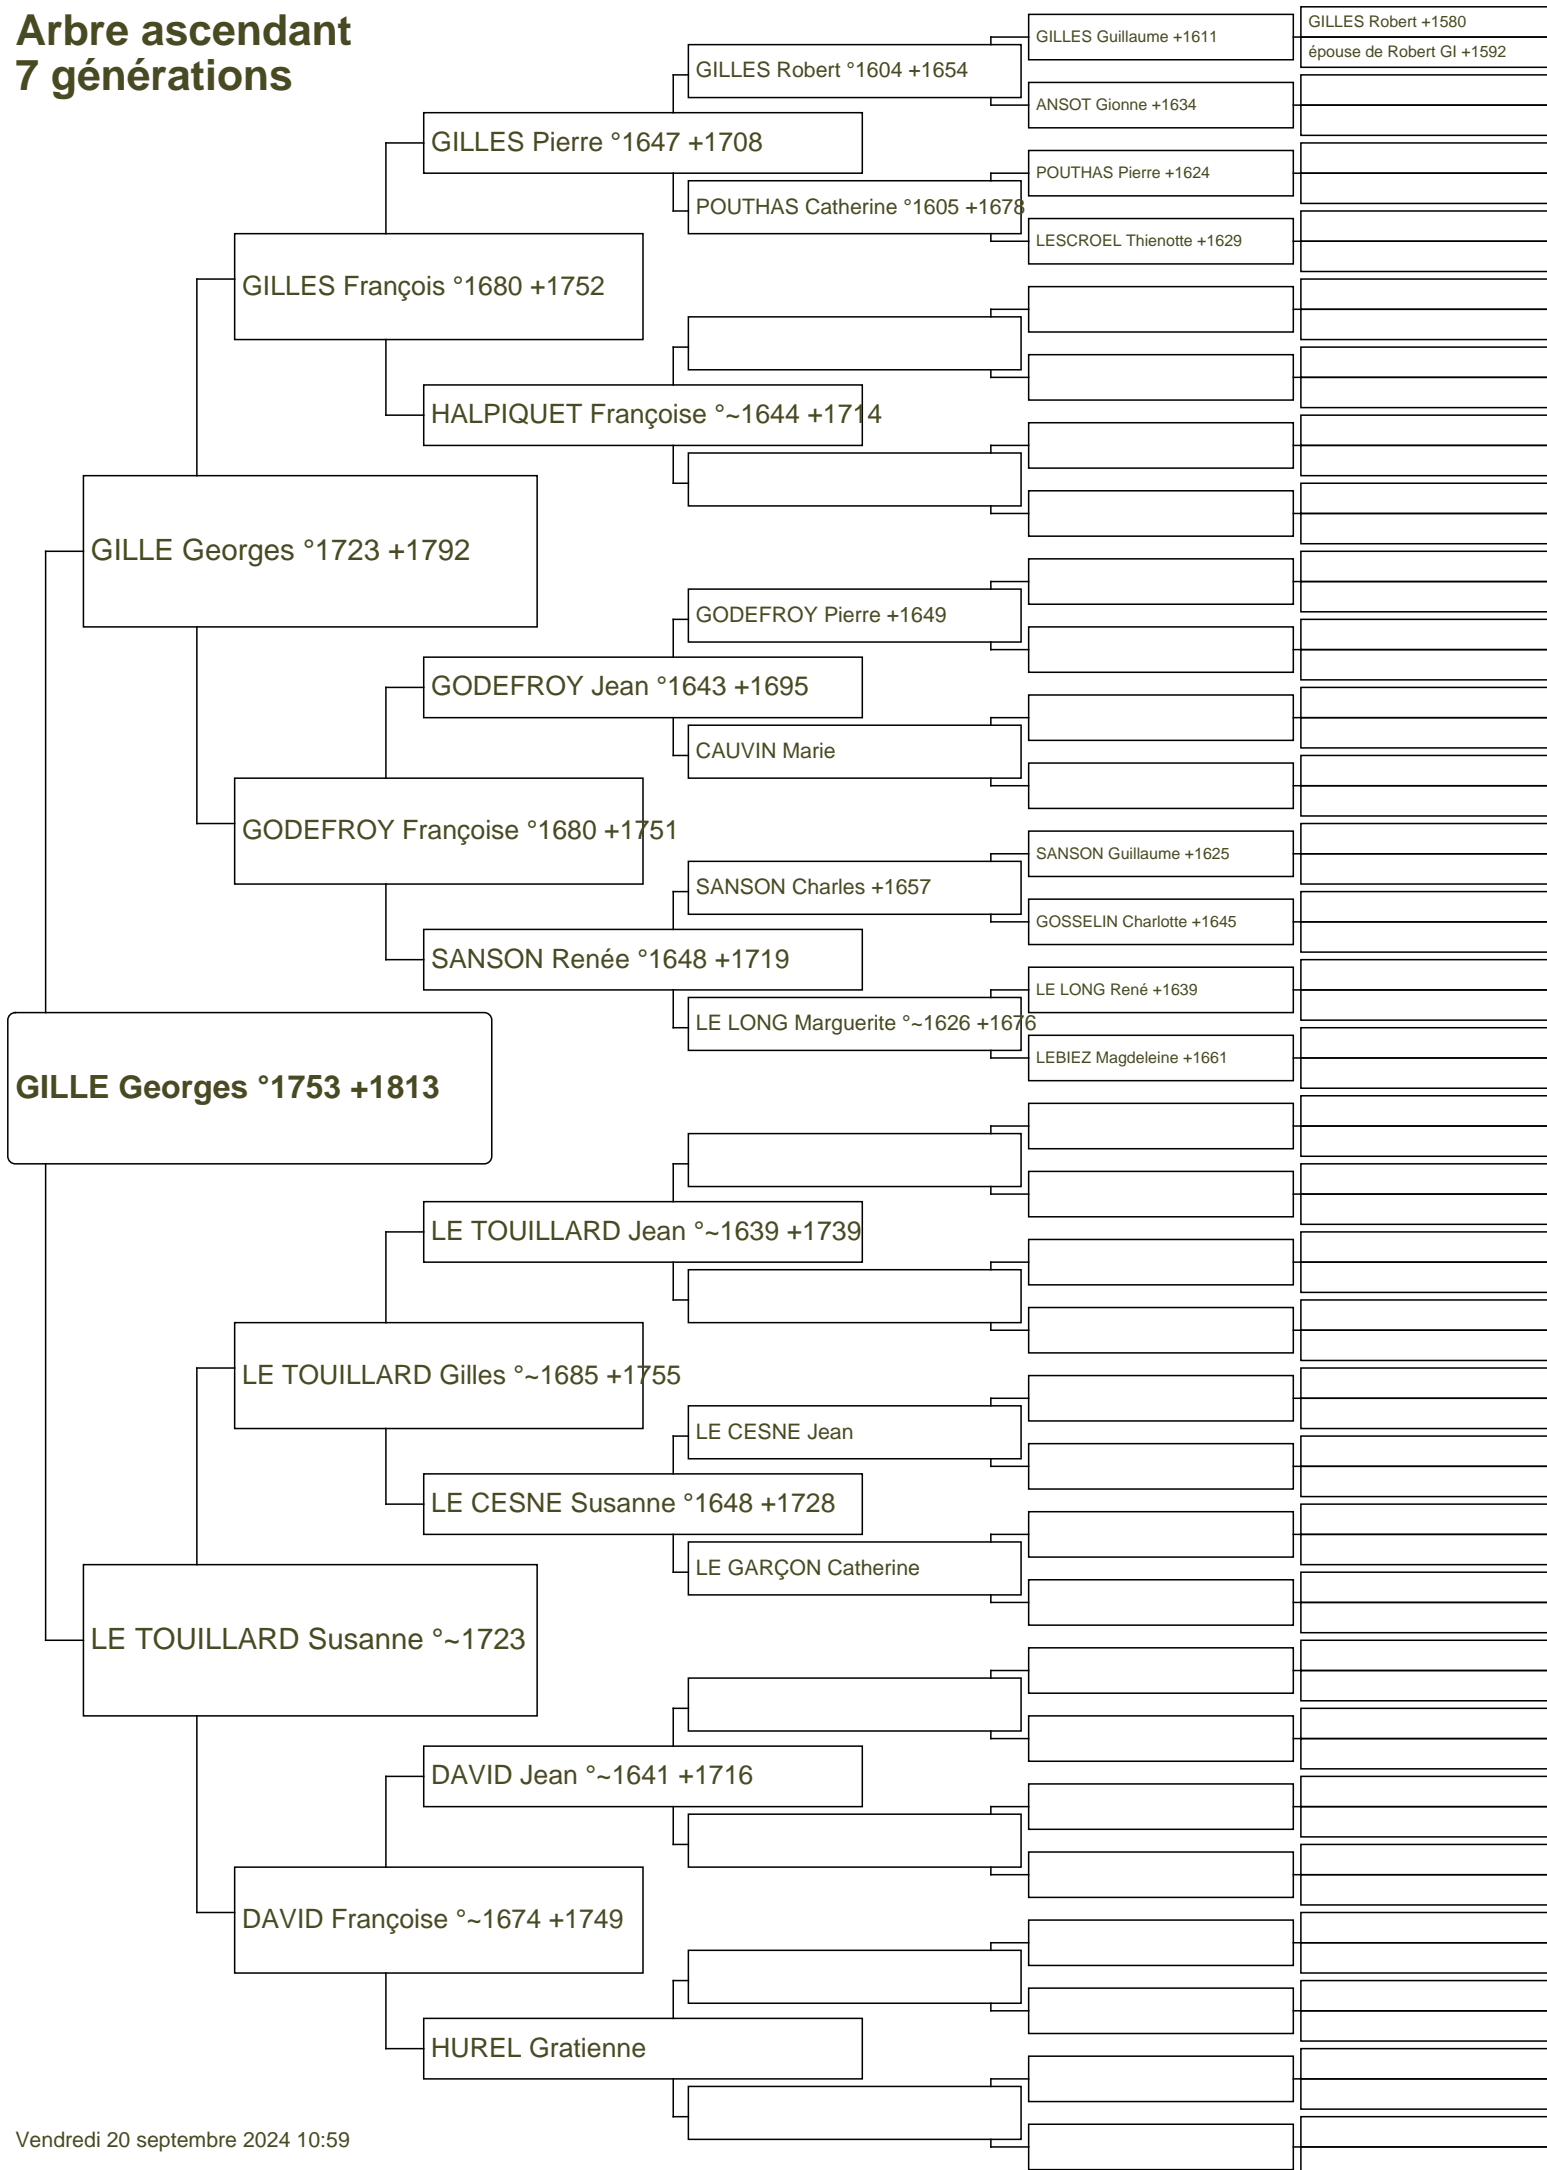 Arbre ascendant
7 générations
GILLE Georges °1753 +1813
GILLE Georges °1723 +1792
LE TOUILLARD Susanne °~1723
GILLES François °1680 +1752
GODEFROY Françoise °1680 +1751
LE TOUILLARD Gilles °~1685 +1755
DAVID Françoise °~1674 +1749
GILLES Pierre °1647 +1708
HALPIQUET Françoise °~1644 +1714
GODEFROY Jean °1643 +1695
SANSON Renée °1648 +1719
LE TOUILLARD Jean °~1639 +1739
LE CESNE Susanne °1648 +1728
DAVID Jean °~1641 +1716
HUREL Gratienne
GILLES Robert °1604 +1654
POUTHAS Catherine °1605 +1678
GODEFROY Pierre +1649
CAUVIN Marie
SANSON Charles +1657
LE LONG Marguerite °~1626 +1676
LE CESNE Jean
LE GARÇON Catherine
GILLES Guillaume +1611
ANSOT Gionne +1634
POUTHAS Pierre +1624
LESCROEL Thienotte +1629
SANSON Guillaume +1625
GOSSELIN Charlotte +1645
LE LONG René +1639
LEBIEZ Magdeleine +1661
GILLES Robert +1580
épouse de Robert GI +1592
Vendredi 20 septembre 2024 10:59